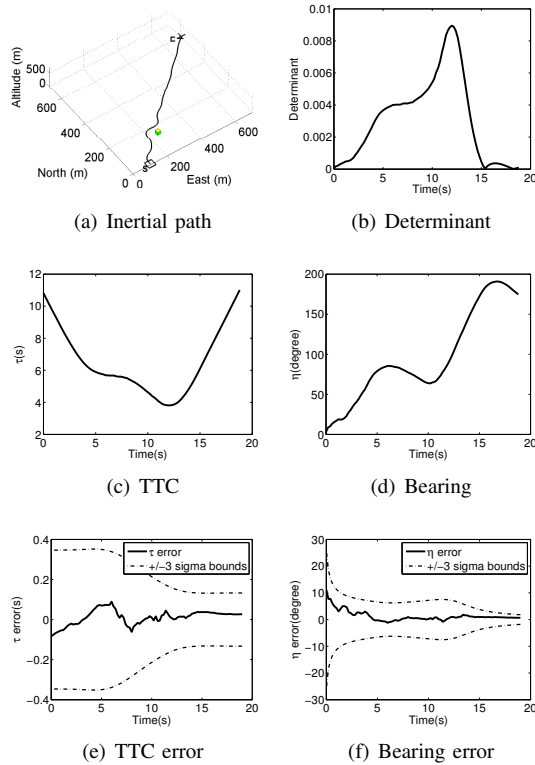 Altitude (m)
500
0
600
400
200
0
North (m)
0
200
400
600
East (m)
S
(a) Inertial path
0.01
0.008
0.006
0.004
0.002
0
Determinant
0 5 10 15 20
Time(s)
(b) Determinant
12
10
8
6
4
2
τ(s)
0 5 10 15 20
Time(s)
(c) TTC
200
150
100
50
0
η(degree)
0 5 10 15 20
Time(s)
(d) Bearing
0.4
0.2
0
−0.2
−0.4
τ error(s)
τ error
+/−3 sigma bounds
0 5 10 15 20
Time(s)
(e) TTC error
30
20
10
0
−10
−20
−30
η error(degree)
η error
+/−3 sigma bounds
0 5 10 15 20
Time(s)
(f) Bearing error